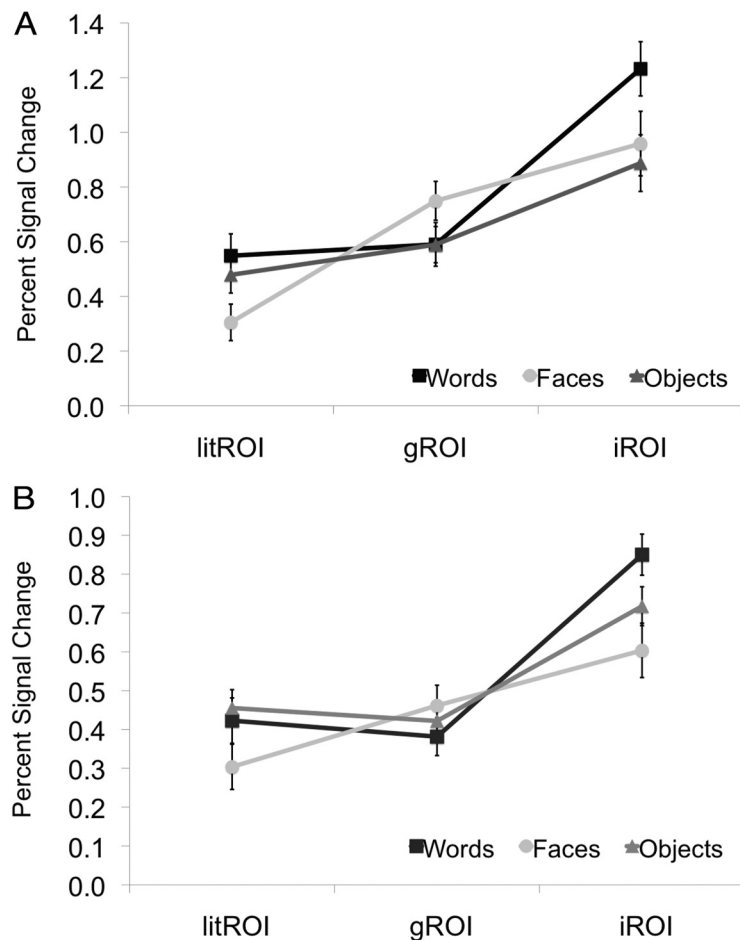 A
Percent Signal Change
1.4
1.2
1.0
0.8
0.6
0.4
0.2
0.0
Words Faces Objects
litROI gROI iROI
B
Percent Signal Change
1.0
0.9
0.8
0.7
0.6
0.5
0.4
0.3
0.2
0.1
0.0
Words Faces Objects
litROI gROI iROI